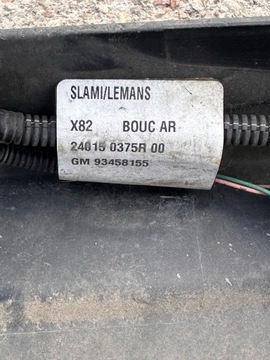 SLAMI/LEMANS
X82 BOUC AR
24015 0375R 00
GM 93458155